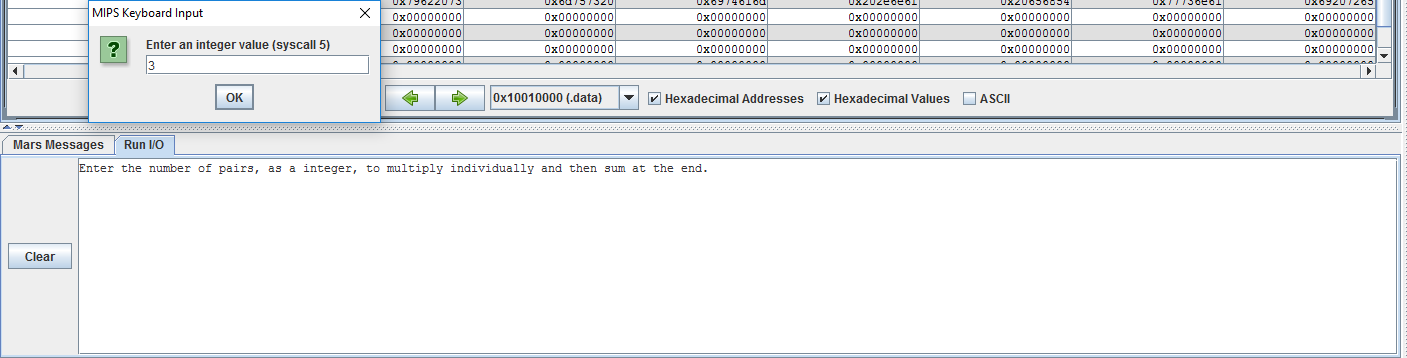 MIPS Keyboard Input
Enter an integer value (syscall 5)
3
OK
0x79622073 0x6d757320 0x6974616d 0x202e6e61 0x20656854 0x77736e61 0x69207265
0x00000000 0x00000000 0x00000000 0x00000000 0x00000000 0x00000000 0x00000000
0x00000000 0x00000000 0x00000000 0x00000000 0x00000000 0x00000000 0x00000000
0x00000000 0x00000000 0x00000000 0x00000000 0x00000000 0x00000000 0x00000000
0x10010000 (.data) Hexadecimal Addresses Hexadecimal Values ASCII
Mars Messages Run I/O
Enter the number of pairs, as a integer, to multiply individually and then sum at the end.
Clear